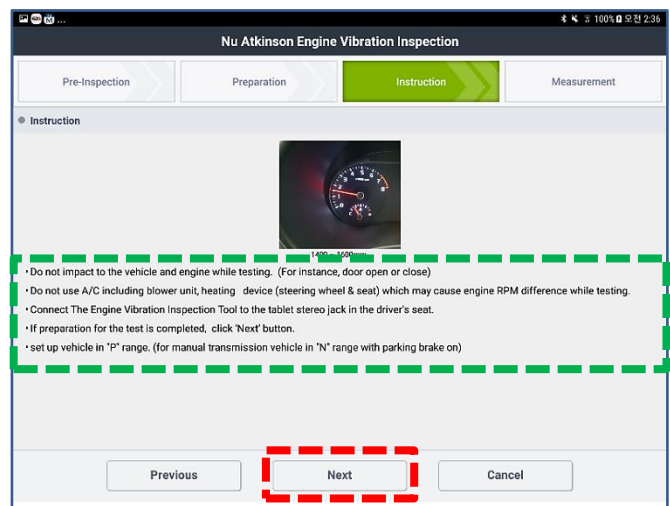 ... 100% 오전 2:36
Nu Atkinson Engine Vibration Inspection
Pre-Inspection Preparation Instruction Measurement
Instruction
• Do not impact to the vehicle and engine while testing. (For instance, door open or close)
• Do not use A/C including blower unit, heating device (steering wheel & seat) which may cause engine RPM difference while testing.
• Connect The Engine Vibration Inspection Tool to the tablet stereo jack in the driver's seat.
• If preparation for the test is completed, click 'Next' button.
• set up vehicle in "P" range. (for manual transmission vehicle in "N" range with parking brake on)
Previous Next Cancel